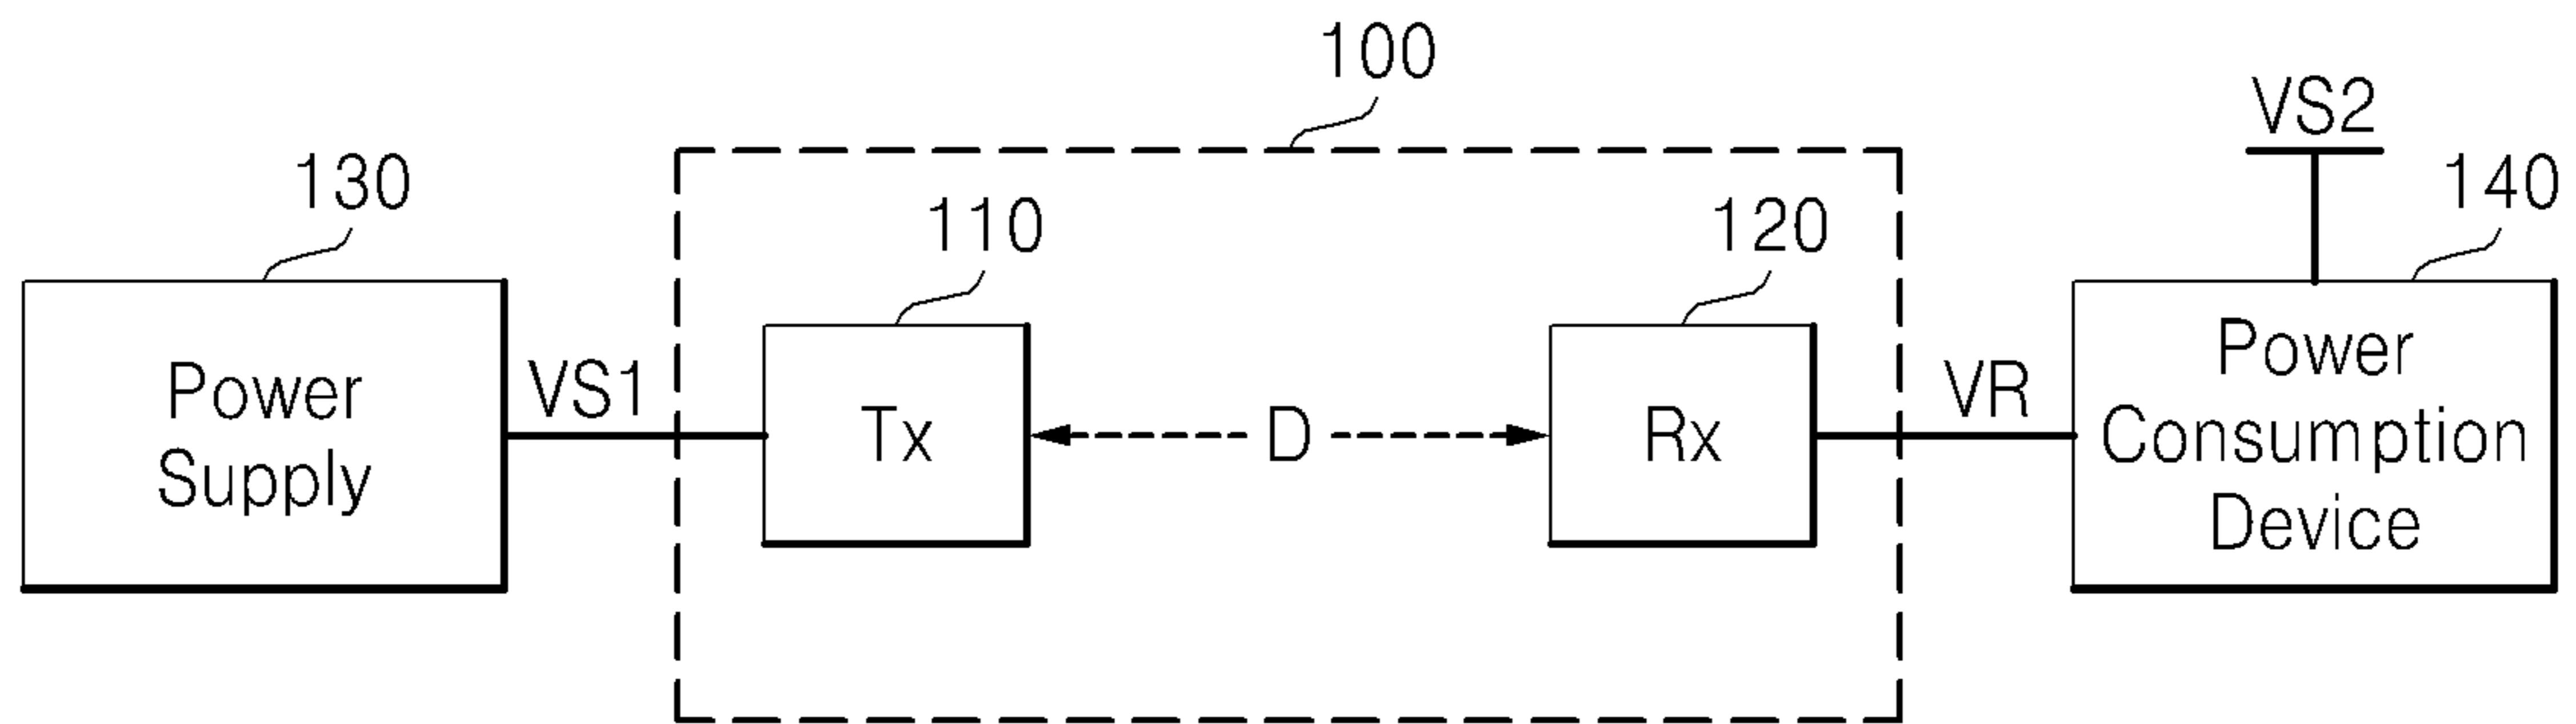 100
VS2
130
110
120
140
Power
Supply
VS1
Tx
D
Rx
VR
Power
Consumption
Device